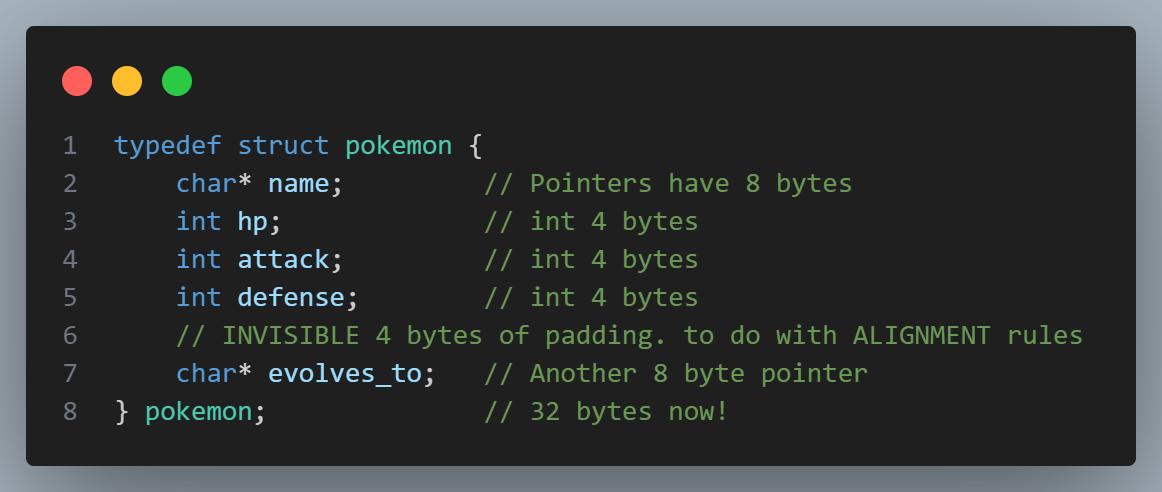 1 typedef struct pokemon {
2     char* name;         // Pointers have 8 bytes
3     int hp;             // int 4 bytes
4     int attack;         // int 4 bytes
5     int defense;        // int 4 bytes
6     // INVISIBLE 4 bytes of padding. to do with ALIGNMENT rules
7     char* evolves_to;   // Another 8 byte pointer
8 } pokemon;              // 32 bytes now!